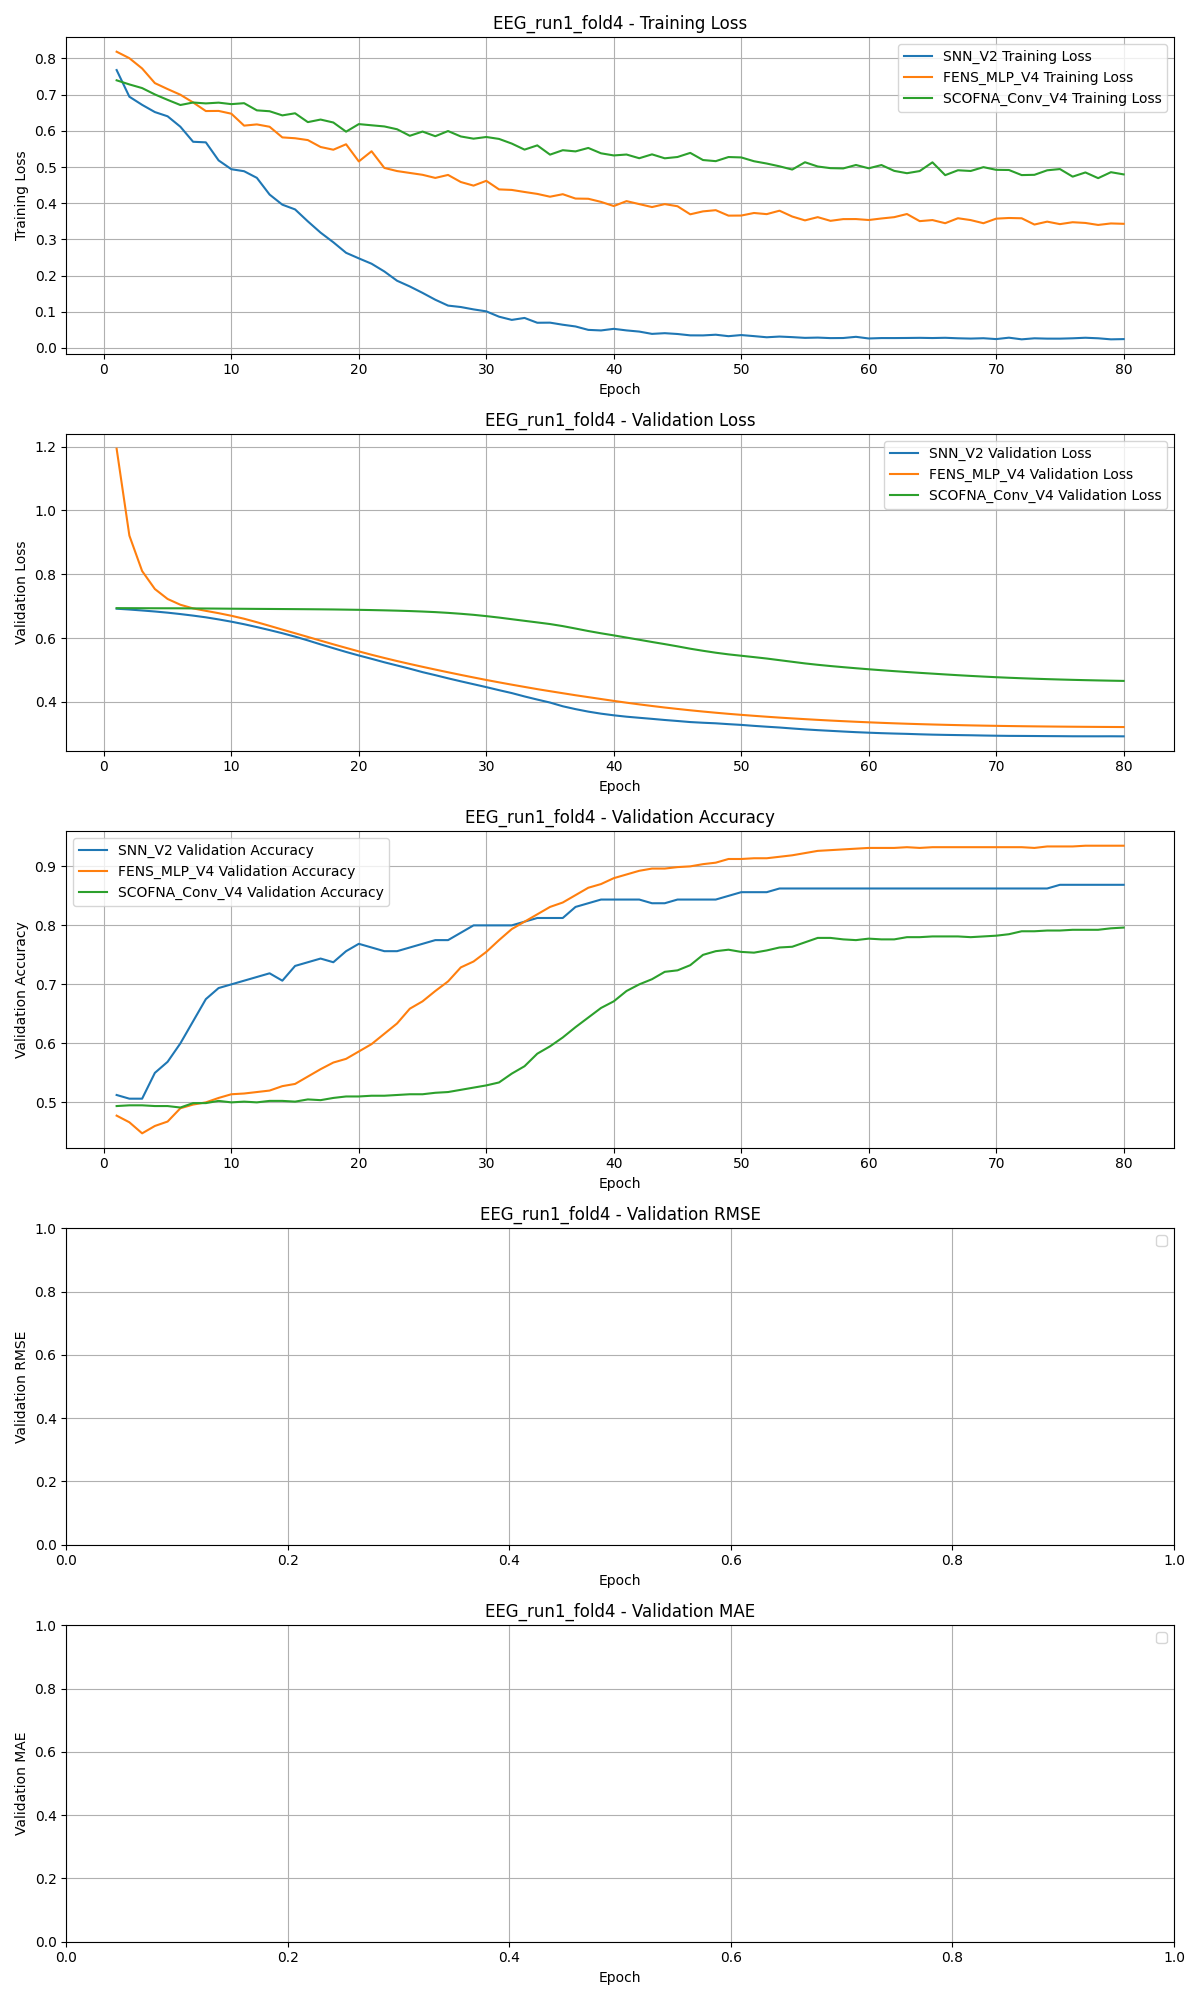 EEG_run1_fold4 - Training Loss
SNN_V2 Training Loss
FENS_MLP_V4 Training Loss
SCOFNA_Conv_V4 Training Loss
Training Loss
0.8
0.7
0.6
0.5
0.4
0.3
0.2
0.1
0.0
0 10 20 30 40 50 60 70 80
Epoch
EEG_run1_fold4 - Validation Loss
SNN_V2 Validation Loss
FENS_MLP_V4 Validation Loss
SCOFNA_Conv_V4 Validation Loss
Validation Loss
1.2
1.0
0.8
0.6
0.4
0 10 20 30 40 50 60 70 80
Epoch
EEG_run1_fold4 - Validation Accuracy
SNN_V2 Validation Accuracy
FENS_MLP_V4 Validation Accuracy
SCOFNA_Conv_V4 Validation Accuracy
Validation Accuracy
0.9
0.8
0.7
0.6
0.5
0 10 20 30 40 50 60 70 80
Epoch
EEG_run1_fold4 - Validation RMSE
Validation RMSE
1.0
0.8
0.6
0.4
0.2
0.0
0.0 0.2 0.4 0.6 0.8 1.0
Epoch
EEG_run1_fold4 - Validation MAE
Validation MAE
1.0
0.8
0.6
0.4
0.2
0.0
0.0 0.2 0.4 0.6 0.8 1.0
Epoch